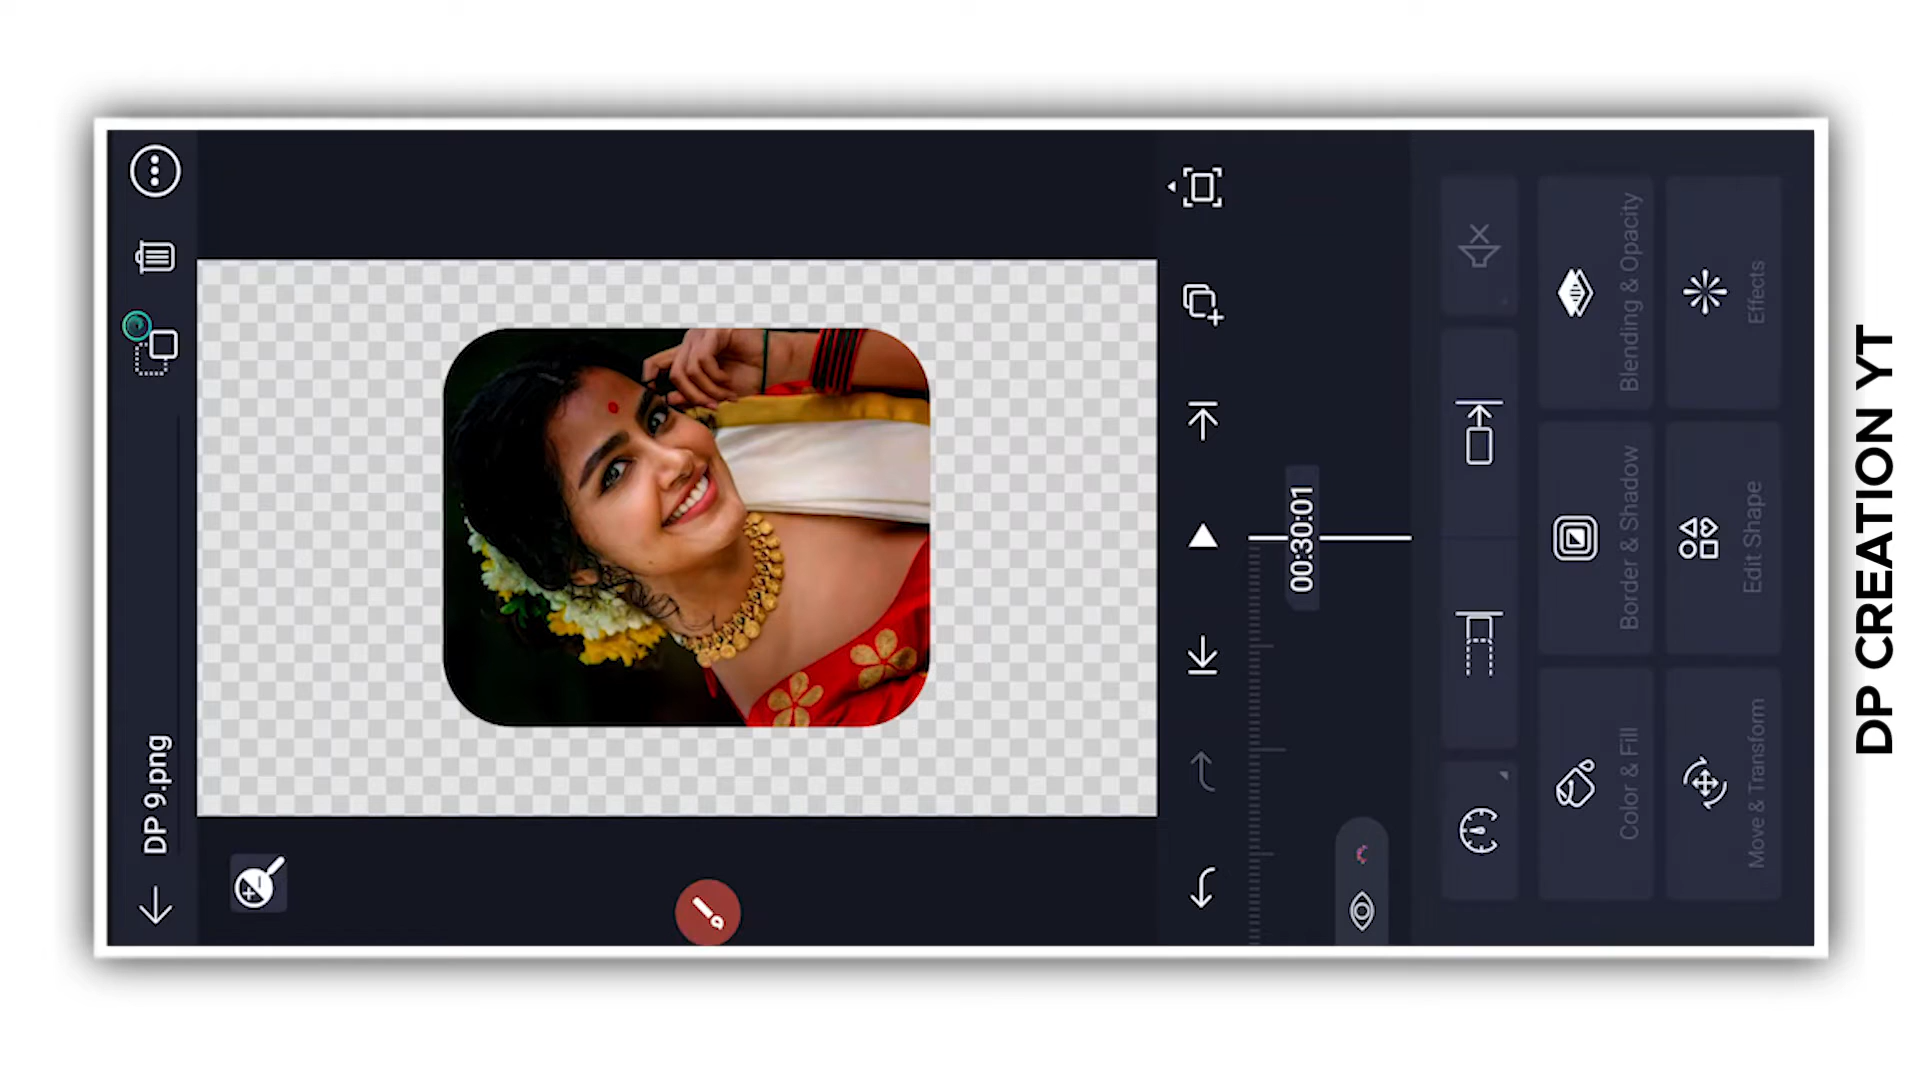 DP 9.png
00:30:01
Color & Fill
Border & Shadow
Blending & Opacity
Move & Transform
Edit Shape
Effects
DP CREATION YT